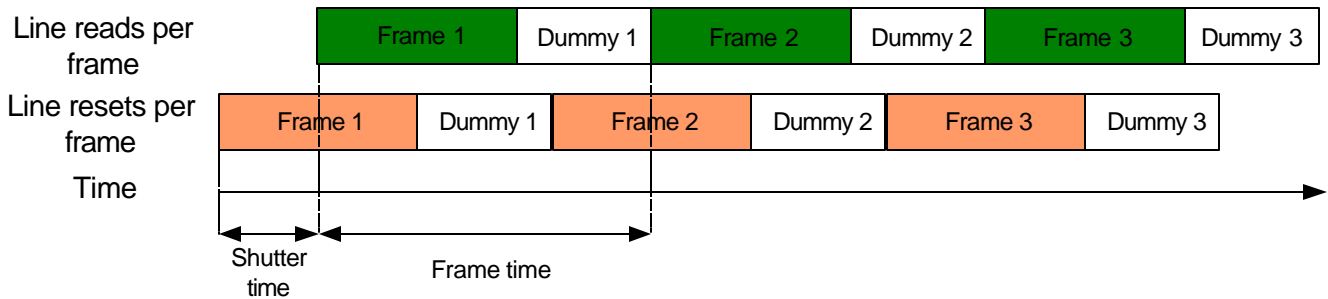 Line reads per
frame
Frame 1 Dummy 1 Frame 2 Dummy 2 Frame 3 Dummy 3
Line resets per
frame
Frame 1 Dummy 1 Frame 2 Dummy 2 Frame 3 Dummy 3
Time
Shutter
time
Frame time